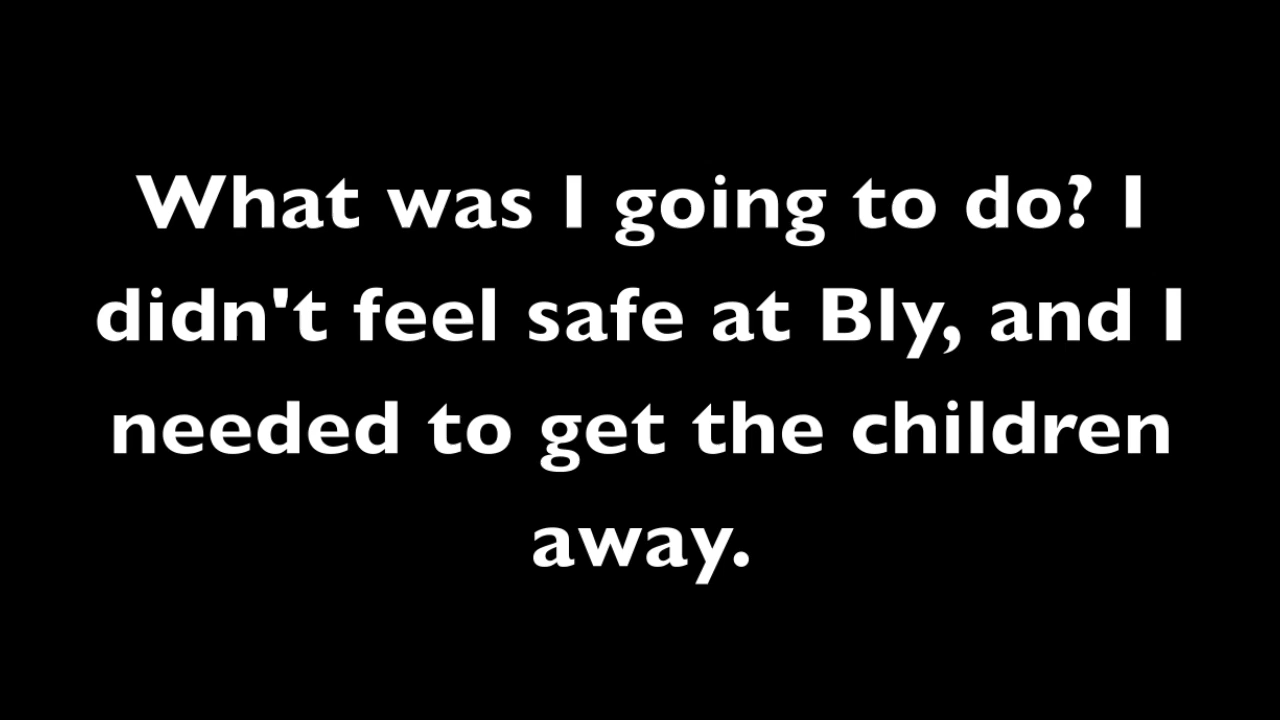 What was I going to do? I
didn't feel safe at Bly, and I
needed to get the children
away.